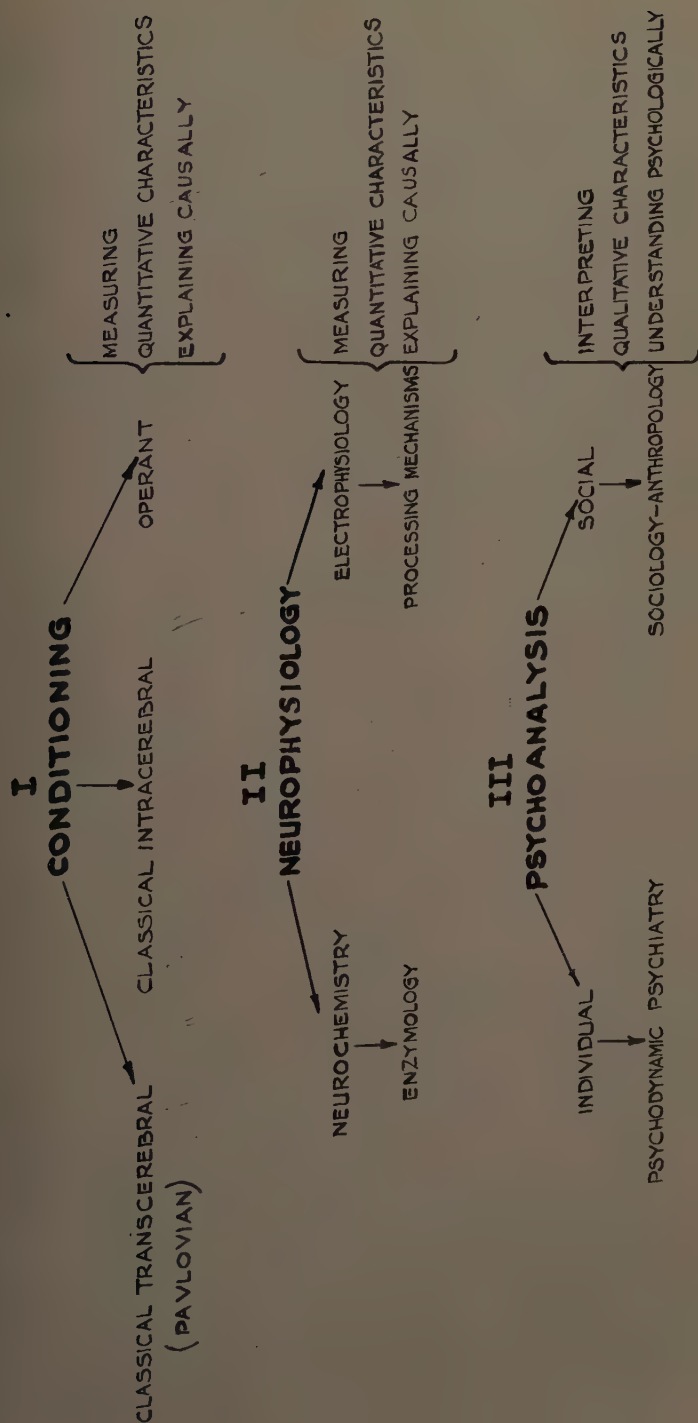 I
CONDITIONING
CLASSICAL TRANSCEREBRAL
(PAVLOVIAN)
CLASSICAL INTRACEREBRAL
OPERANT
MEASURING
QUANTITATIVE CHARACTERISTICS
EXPLAINING CAUSALLY
II
NEUROPHYSIOLOGY
NEUROCHEMISTRY
ENZYMOLOGY
ELECTROPHYSIOLOGY
PROCESSING MECHANISMS
MEASURING
QUANTITATIVE CHARACTERISTICS
EXPLAINING CAUSALLY
III
PSYCHOANALYSIS
INDIVIDUAL
PSYCHODYNAMIC PSYCHIATRY
SOCIAL
SOCIOLOGY-ANTHROPOLOGY
INTERPRETING
QUALITATIVE CHARACTERISTICS
UNDERSTANDING PSYCHOLOGICALLY